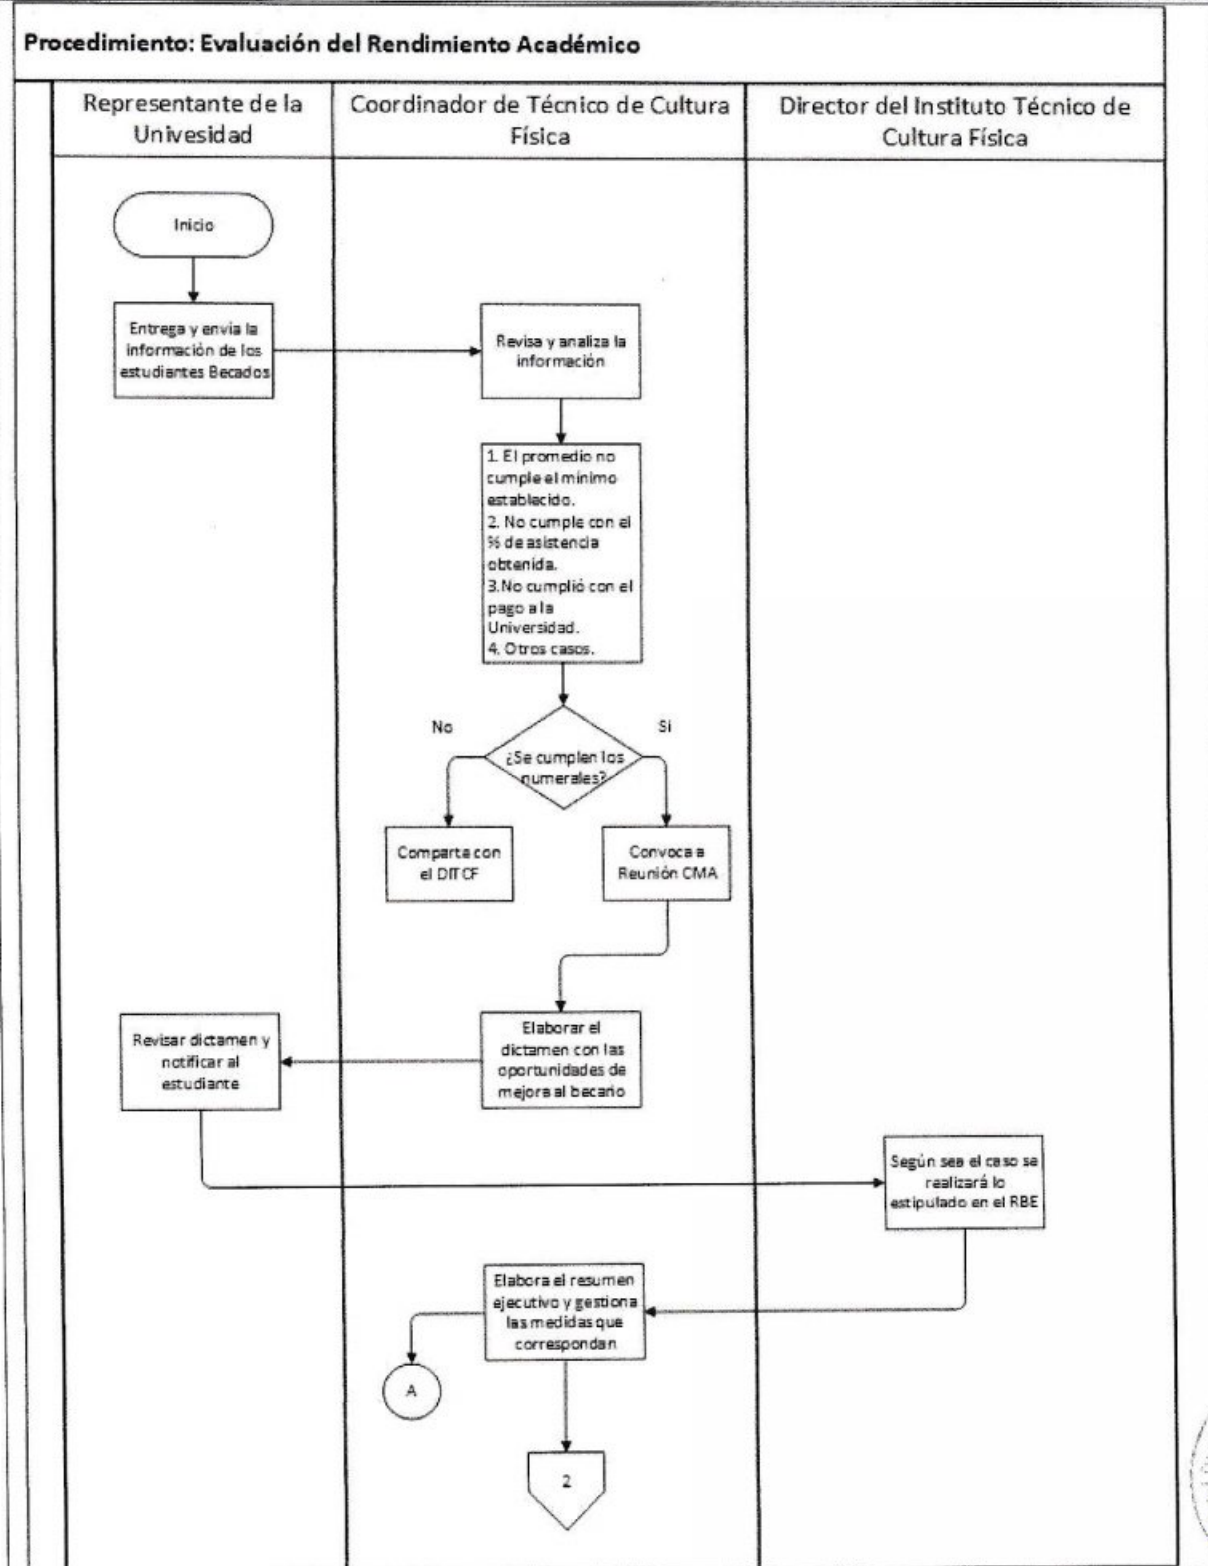 Procedimiento: Evaluación del Rendimiento Académico
Representante de la
Univesidad
Coordinador de Técnico de Cultura
Física
Director del Instituto Técnico de
Cultura Física
Inicio
Entrega y envia la
información de los
estudiantes Becados
Revisa y analiza la
información
1. El promedio no
cumple el mínimo
establecido.
2. No cumple con el
% de asistencia
obtenida.
3.No cumplió con el
pago a la
Universidad.
4. Otros casos.
No
Si
¿Se cumplen los
numerales?
Comparta con
el DITCF
Convoca a
Reunión CMA
Elaborar el
dictamen con las
oportunidades de
mejora al becario
Revisar dictamen y
notificar al
estudiante
Según sea el caso se
realizará lo
estipulado en el RBE
Elabora el resumen
ejecutivo y gestiona
las medidas que
correspondan
A
2